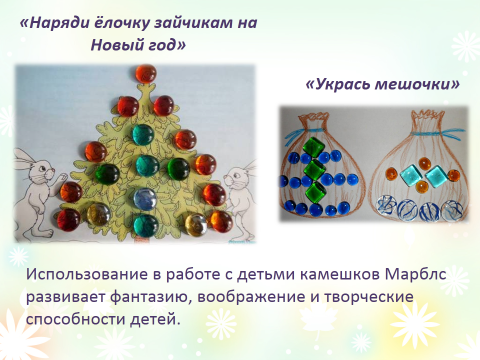 «Наряди ёлочку зайчикам на
Новый год»
«Укрась мешочки»
Использование в работе с детьми камешков Марблс
развивает фантазию, воображение и творческие
способности детей.